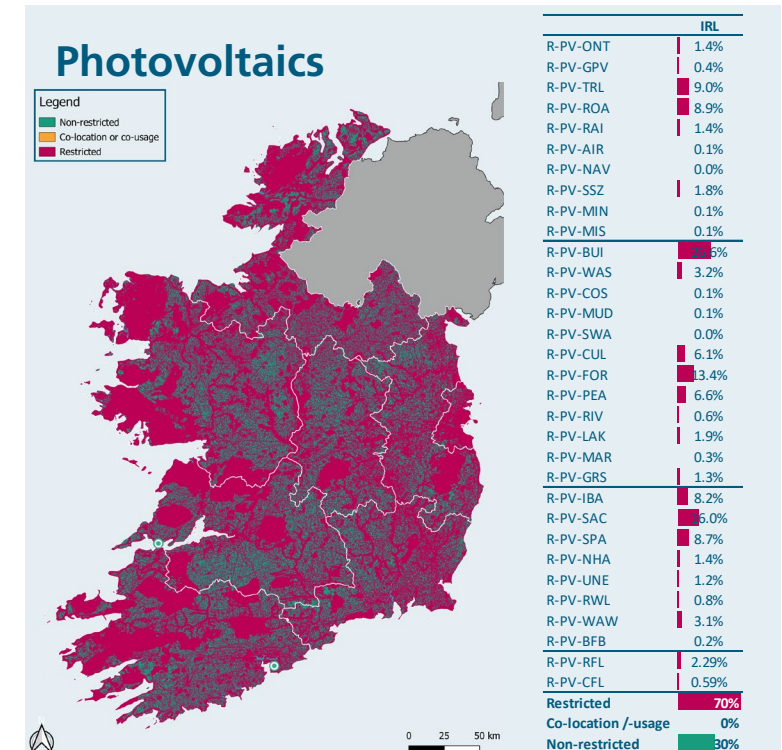 Photovoltaics
Legend
Non-restricted
Co-location or co-usage
Restricted
0 25 50 km
IRL
R-PV-ONT 1.4%
R-PV-GPV 0.4%
R-PV-TRL 9.0%
R-PV-ROA 8.9%
R-PV-RAI 1.4%
R-PV-AIR 0.1%
R-PV-NAV 0.0%
R-PV-SSZ 1.8%
R-PV-MIN 0.1%
R-PV-MIS 0.1%
R-PV-BUI
R-PV-WAS 3.2%
R-PV-COS 0.1%
R-PV-MUD 0.1%
R-PV-SWA 0.0%
R-PV-CUL 6.1%
R-PV-FOR 13.4%
R-PV-PEA 6.6%
R-PV-RIV 0.6%
R-PV-LAK 1.9%
R-PV-MAR 0.3%
R-PV-GRS 1.3%
R-PV-IBA 8.2%
R-PV-SAC 16.0%
R-PV-SPA 8.7%
R-PV-NHA 1.4%
R-PV-UNE 1.2%
R-PV-RWL 0.8%
R-PV-WAW 3.1%
R-PV-BFB 0.2%
R-PV-RFL 2.29%
R-PV-CFL 0.59%
Restricted 70%
Co-location /-usage 0%
Non-restricted 30%